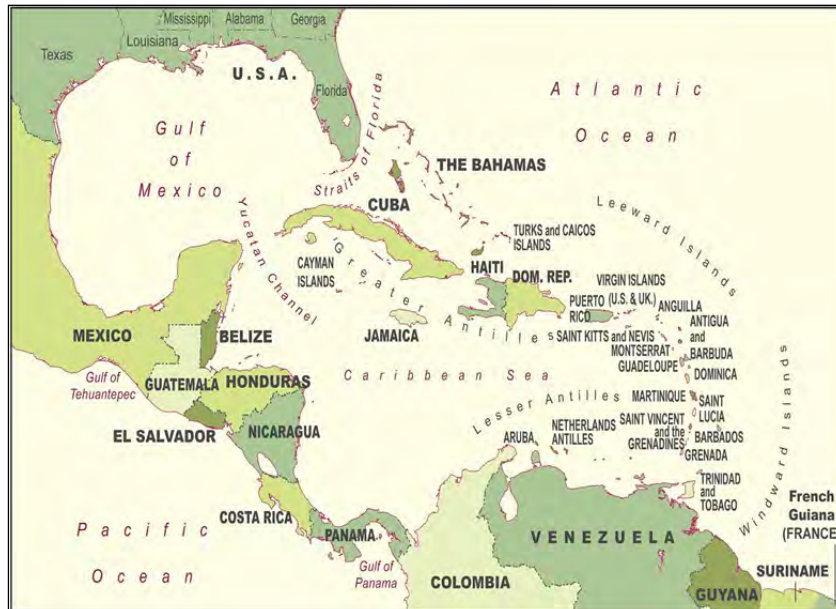 Mississippi
Alabama
Georgia
Texas
Louisiana
U.S.A.
Florida
Atlantic
Ocean
Gulf
of
Mexico
Straits of Florida
THE BAHAMAS
CUBA
Yucatan Channel
Leeward Islands
TURKS and CAICOS
ISLANDS
CAYMAN
ISLANDS
Greater Antilles
HAITI
DOM. REP.
VIRGIN ISLANDS
(U.S. & UK.)
PUERTO
RICO
ANGUILLA
MEXICO
BELIZE
JAMAICA
SAINT KITTS and NEVIS
ANTIGUA
and
BARBUDA
MONTSERRAT
GUADELOUPE
DOMINICA
Gulf of
Tehuantepec
GUATEMALA
HONDURAS
Caribbean Sea
MARTINIQUE
SAINT
LUCIA
Lesser Antilles
Windward Islands
EL SALVADOR
NICARAGUA
ARUBA
NETHERLANDS
ANTILLES
SAINT VINCENT
and the
GRENADINES
BARBADOS
GRENADA
TRINIDAD
and
TOBAGO
COSTA RICA
PANAMA
Pacific
Ocean
Gulf of
Panama
VENEZUELA
French
Guiana
(FRANCE
COLOMBIA
SURINAME
GUYANA